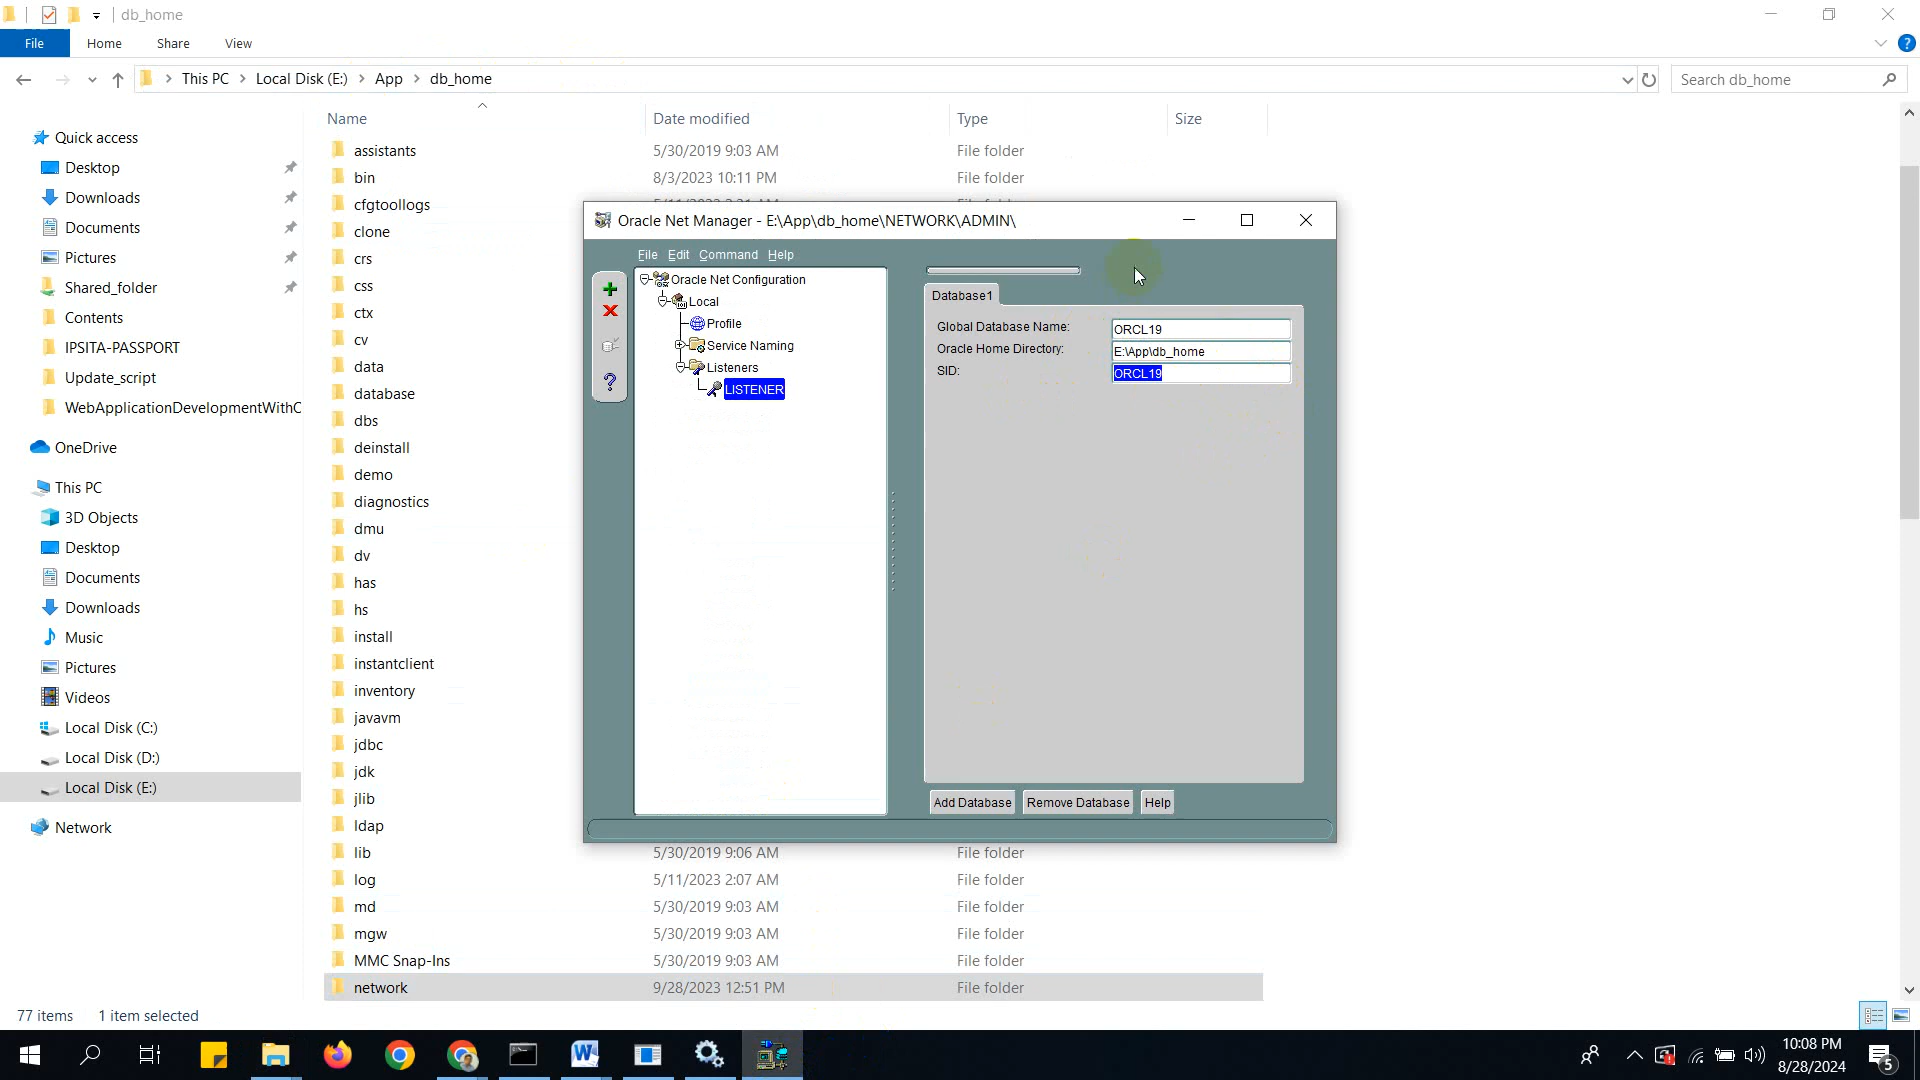 db_home
File Home Share View
This PC Local Disk (E:) App db_home
Search db_home
Name Date modified Type Size
Quick access
Desktop
Downloads
Documents
Pictures
Shared_folder
Contents
IPSITA-PASSPORT
Update_script
WebApplicationDevelopmentWithC
OneDrive
This PC
3D Objects
Desktop
Documents
Downloads
Music
Pictures
Videos
Local Disk (C:)
Local Disk (D:)
Local Disk (E:)
Network
assistants 5/30/2019 9:03 AM File folder
bin 8/3/2023 10:11 PM File folder
cfgtoollogs
clone
crs
css
ctx
cv
data
database
dbs
deinstall
demo
diagnostics
dmu
dv
has
hs
install
instantclient
inventory
javavm
jdbc
jdk
jlib
ldap
lib 5/30/2019 9:06 AM File folder
log 5/11/2023 2:07 AM File folder
md 5/30/2019 9:03 AM File folder
mgw 5/30/2019 9:03 AM File folder
MMC Snap-Ins 5/30/2019 9:03 AM File folder
network 9/28/2023 12:51 PM File folder
Oracle Net Manager - E:\App\db_home\NETWORK\ADMIN\
File Edit Command Help
Oracle Net Configuration
Local
Profile
Service Naming
Listeners
LISTENER
Database1
Global Database Name: ORCL19
Oracle Home Directory: E:\App\db_home
SID: ORCL19
Add Database Remove Database Help
77 items 1 item selected
10:08 PM
8/28/2024
5